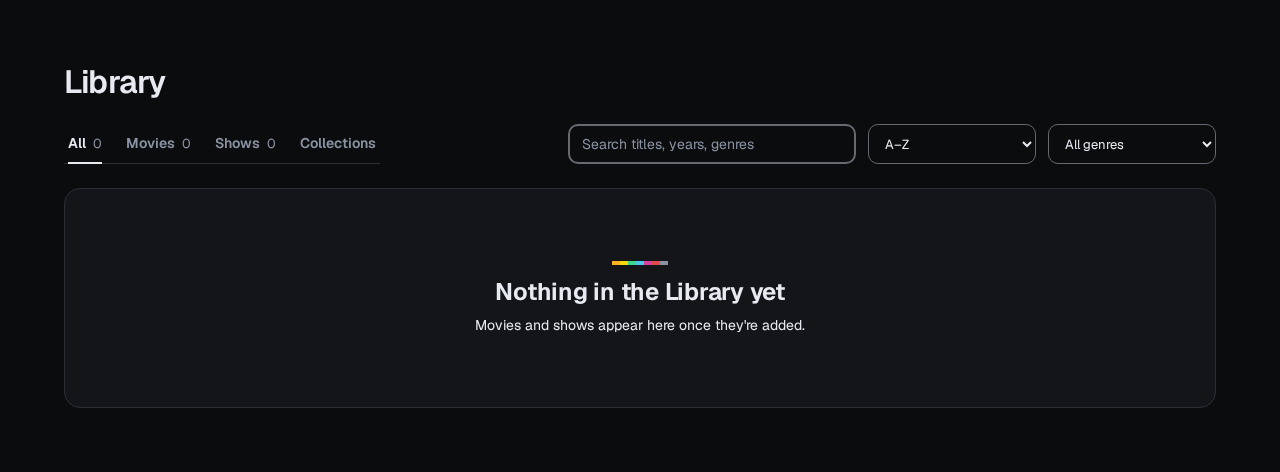 Library
All 0 Movies 0 Shows 0 Collections
Search titles, years, genres
A–Z
All genres
Nothing in the Library yet
Movies and shows appear here once they're added.